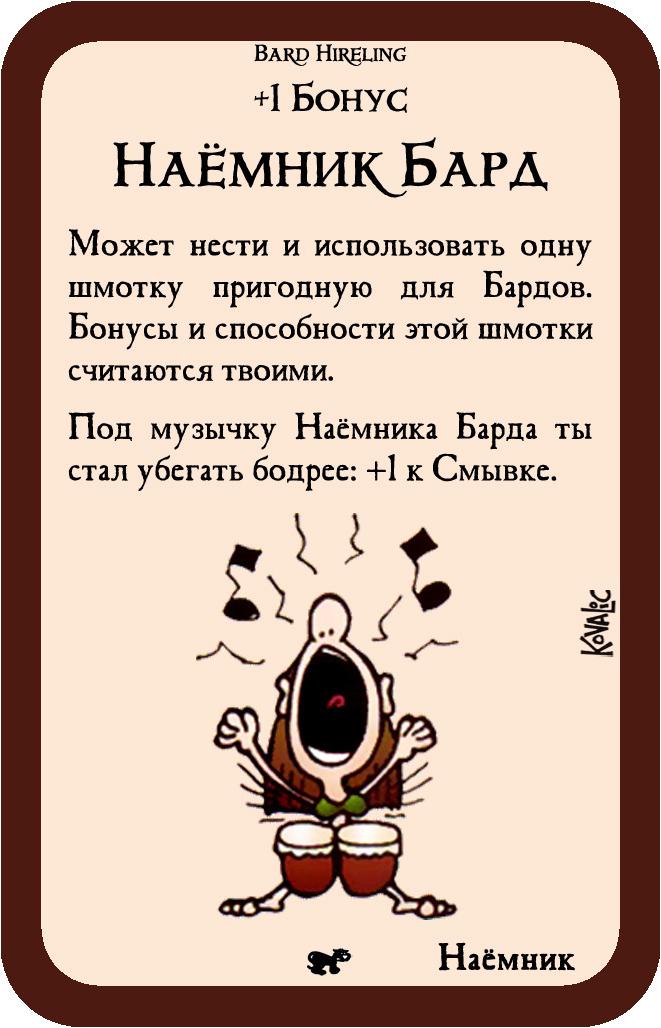 Bard Hireling
+1 Бонус
Наёмник Бард
Может нести и использовать одну
шмотку пригодную для Бардов.
Бонусы и способности этой шмотки
считаются твоими.
Под музычку Наёмника Барда ты
стал убегать бодрее: +1 к Смывке.
Kovalic
Наёмник